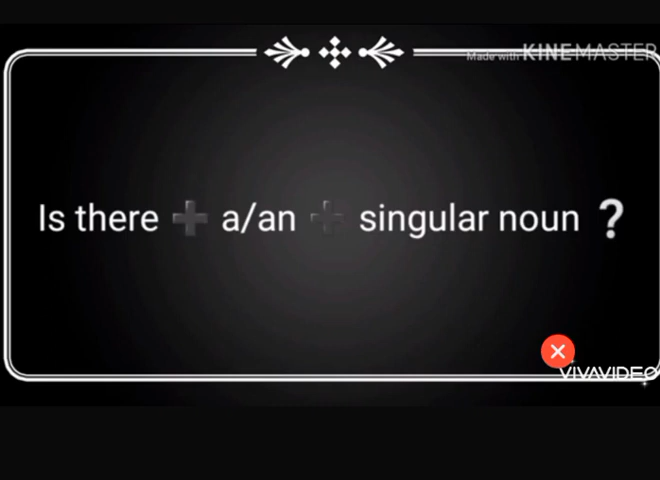 Made with KINEMASTER
Is there ➕ a/an ➕ singular noun ❔
VIVAVIDEO